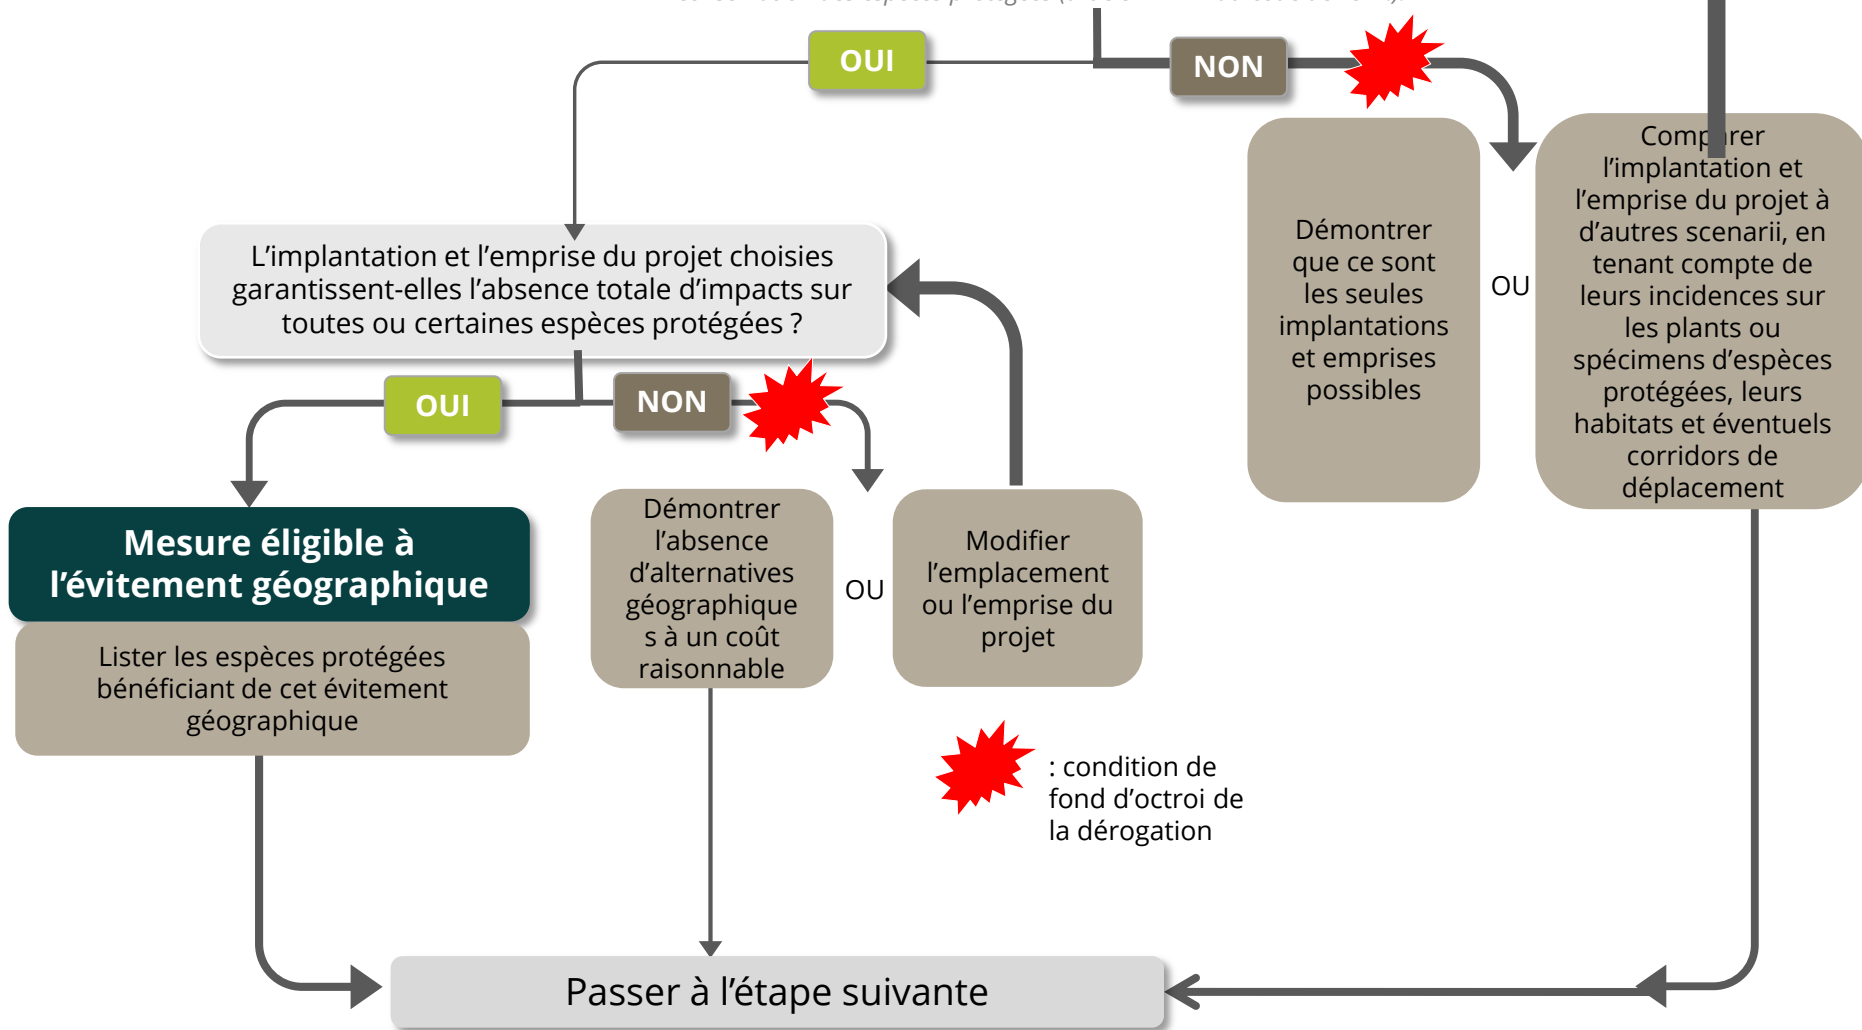 OUI
NON
L’implantation et l’emprise du projet choisies
garantissent-elles l’absence totale d’impacts sur
toutes ou certaines espèces protégées ?
Démontrer
que ce sont
les seules
implantations
et emprises
possibles
OU
Comparer
l’implantation et
l’emprise du projet à
d’autres scenarii, en
tenant compte de
leurs incidences sur
les plants ou
spécimens d’espèces
protégées, leurs
habitats et éventuels
corridors de
déplacement
OUI
NON
Mesure éligible à
l’évitement géographique
Lister les espèces protégées
bénéficiant de cet évitement
géographique
Démontrer
l’absence
d’alternatives
géographique
s à un coût
raisonnable
OU
Modifier
l’emplacement
ou l’emprise du
projet
: condition de
fond d’octroi de
la dérogation
Passer à l’étape suivante